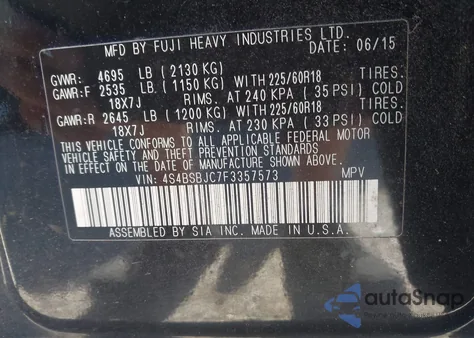 MFD BY FUJI HEAVY INDUSTRIES LTD.
DATE: 06/15
GVWR: 4695 LB (2130 KG)
GAWR:F 2535 LB (1150 KG) WITH 225/60R18 TIRES.
18X7J RIMS. AT 240 KPA (35 PSI) COLD
GAWR:R 2645 LB (1200 KG) WITH 225/60R18 TIRES.
18X7J RIMS. AT 230 KPA (33 PSI) COLD
THIS VEHICLE CONFORMS TO ALL APPLICABLE FEDERAL MOTOR
VEHICLE SAFETY AND THEFT PREVENTION STANDARDS
IN EFFECT ON THE DATE OF MANUFACTURE SHOWN ABOVE.
VIN: 4S4BSBJC7F3357573 MPV
ASSEMBLED BY SIA INC. MADE IN U.S.A.
autoSnap